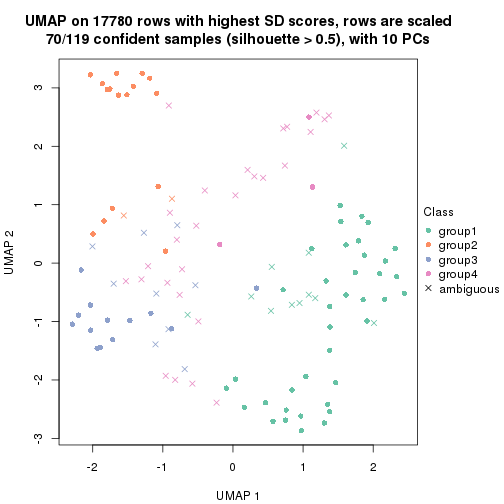 UMAP on 17780 rows with highest SD scores, rows are scaled
70/119 confident samples (silhouette > 0.5), with 10 PCs
3
2
1
0
-1
-2
-3
UMAP 2
-2
-1
0
1
2
UMAP 1
Class
group1
group2
group3
group4
ambiguous